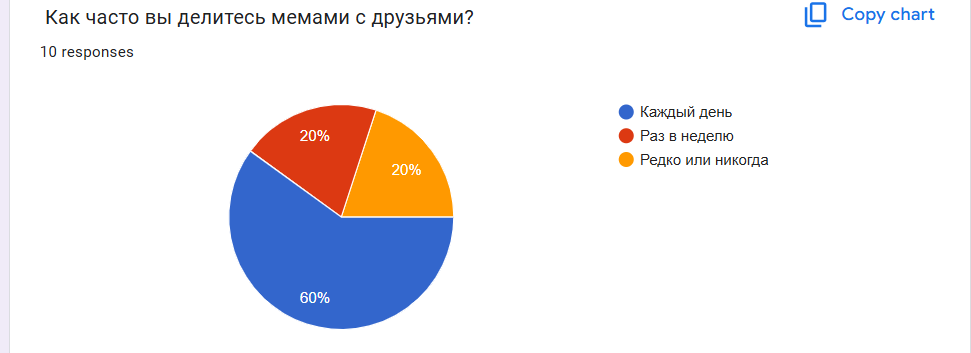 Как часто вы делитесь мемами с друзьями?
Copy chart
10 responses
Каждый день
Раз в неделю
Редко или никогда
20%
20%
60%